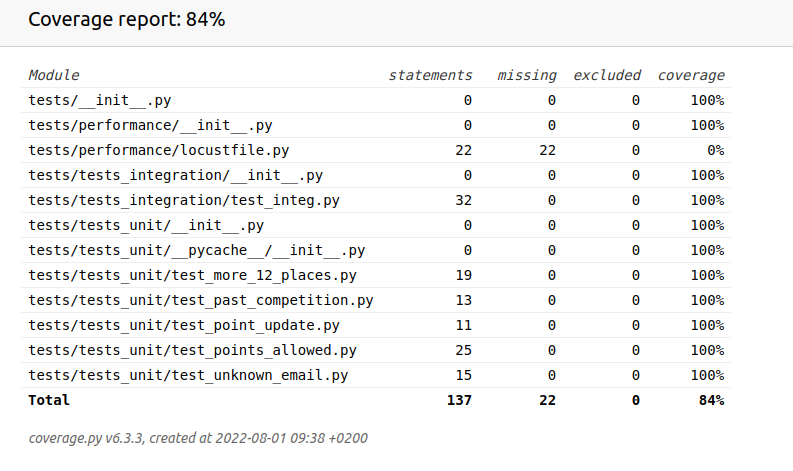 Coverage report: 84%
Module statements missing excluded coverage
tests/__init__.py 0 0 0 100%
tests/performance/__init__.py 0 0 0 100%
tests/performance/locustfile.py 22 22 0 0%
tests/tests_integration/__init__.py 0 0 0 100%
tests/tests_integration/test_integ.py 32 0 0 100%
tests/tests_unit/__init__.py 0 0 0 100%
tests/tests_unit/__pycache__/__init__.py 0 0 0 100%
tests/tests_unit/test_more_12_places.py 19 0 0 100%
tests/tests_unit/test_past_competition.py 13 0 0 100%
tests/tests_unit/test_point_update.py 11 0 0 100%
tests/tests_unit/test_points_allowed.py 25 0 0 100%
tests/tests_unit/test_unknown_email.py 15 0 0 100%
Total 137 22 0 84%
coverage.py v6.3.3, created at 2022-08-01 09:38 +0200